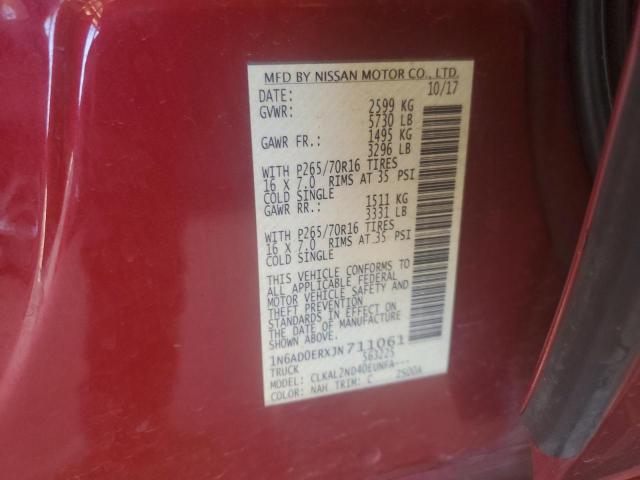 MFD BY NISSAN MOTOR CO., LTD.
DATE: 10/17
GVWR: 2599 KG
5730 LB
GAWR FR.: 1495 KG
3296 LB
WITH P265/70R16 TIRES
16 X 7.0 RIMS AT 35 PSI
COLD SINGLE
GAWR RR.: 1511 KG
3331 LB
WITH P265/70R16 TIRES
16 X 7.0 RIMS AT 35 PSI
COLD SINGLE
THIS VEHICLE CONFORMS TO
ALL APPLICABLE FEDERAL
MOTOR VEHICLE SAFETY AND
THEFT PREVENTION
STANDARDS IN EFFECT ON
THE DATE OF MANUFACTURE
SHOWN ABOVE.
1N6AD0ERXJN711061
TRUCK 563225
MODEL: CLKAL2ND40EUNFA---
NAH TRIM: C 2500A